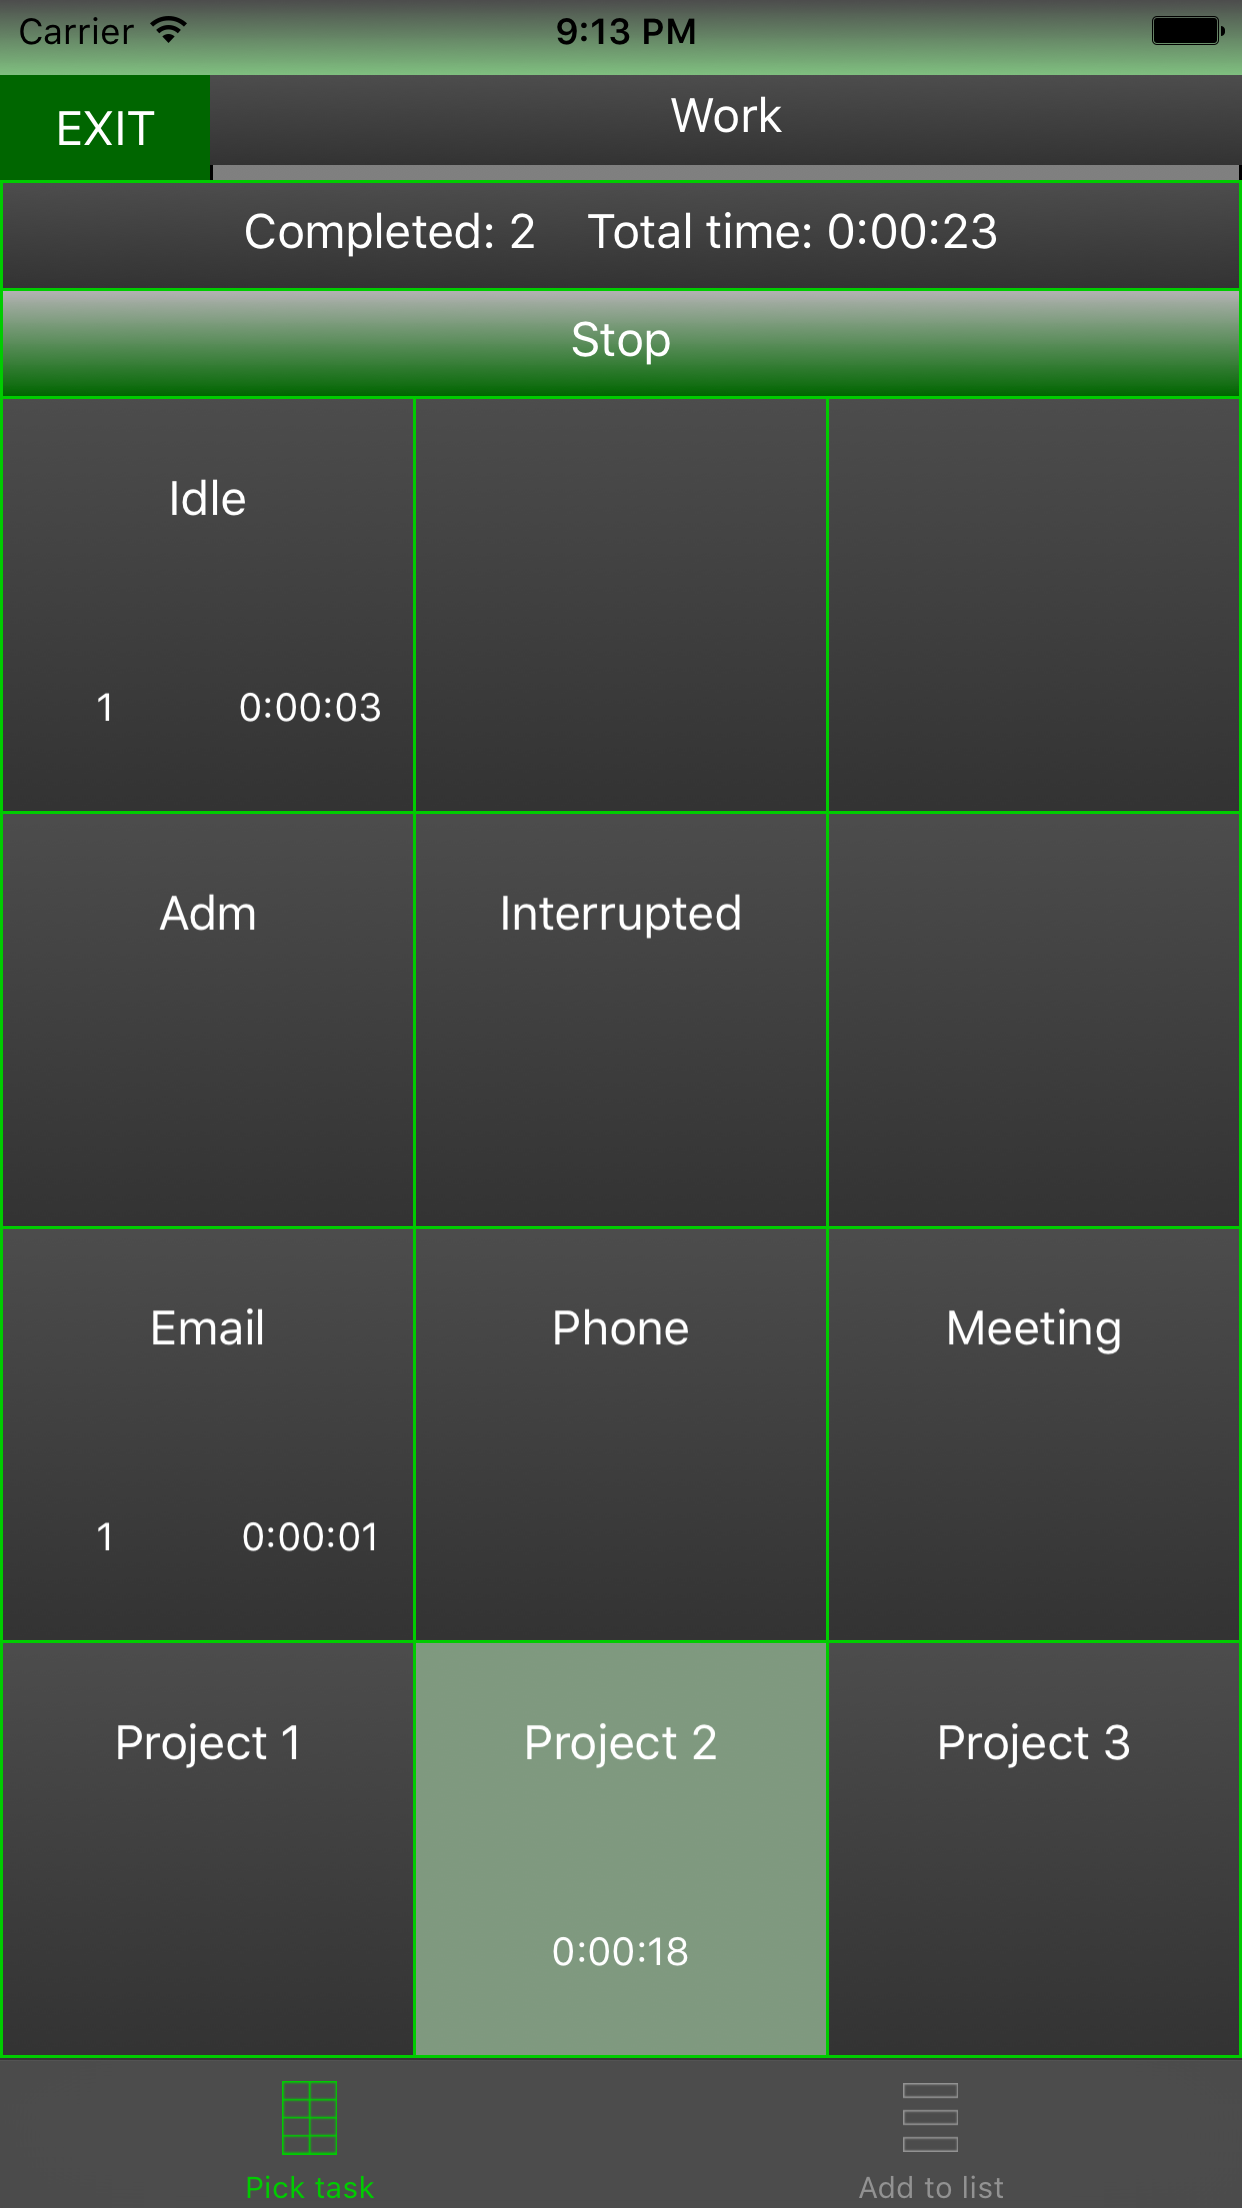 Carrier 9:13 PM
EXIT Work
Completed: 2 Total time: 0:00:23
Stop
Idle
1 0:00:03
Adm Interrupted
Email Phone Meeting
1 0:00:01
Project 1 Project 2 Project 3
0:00:18
Pick task Add to list